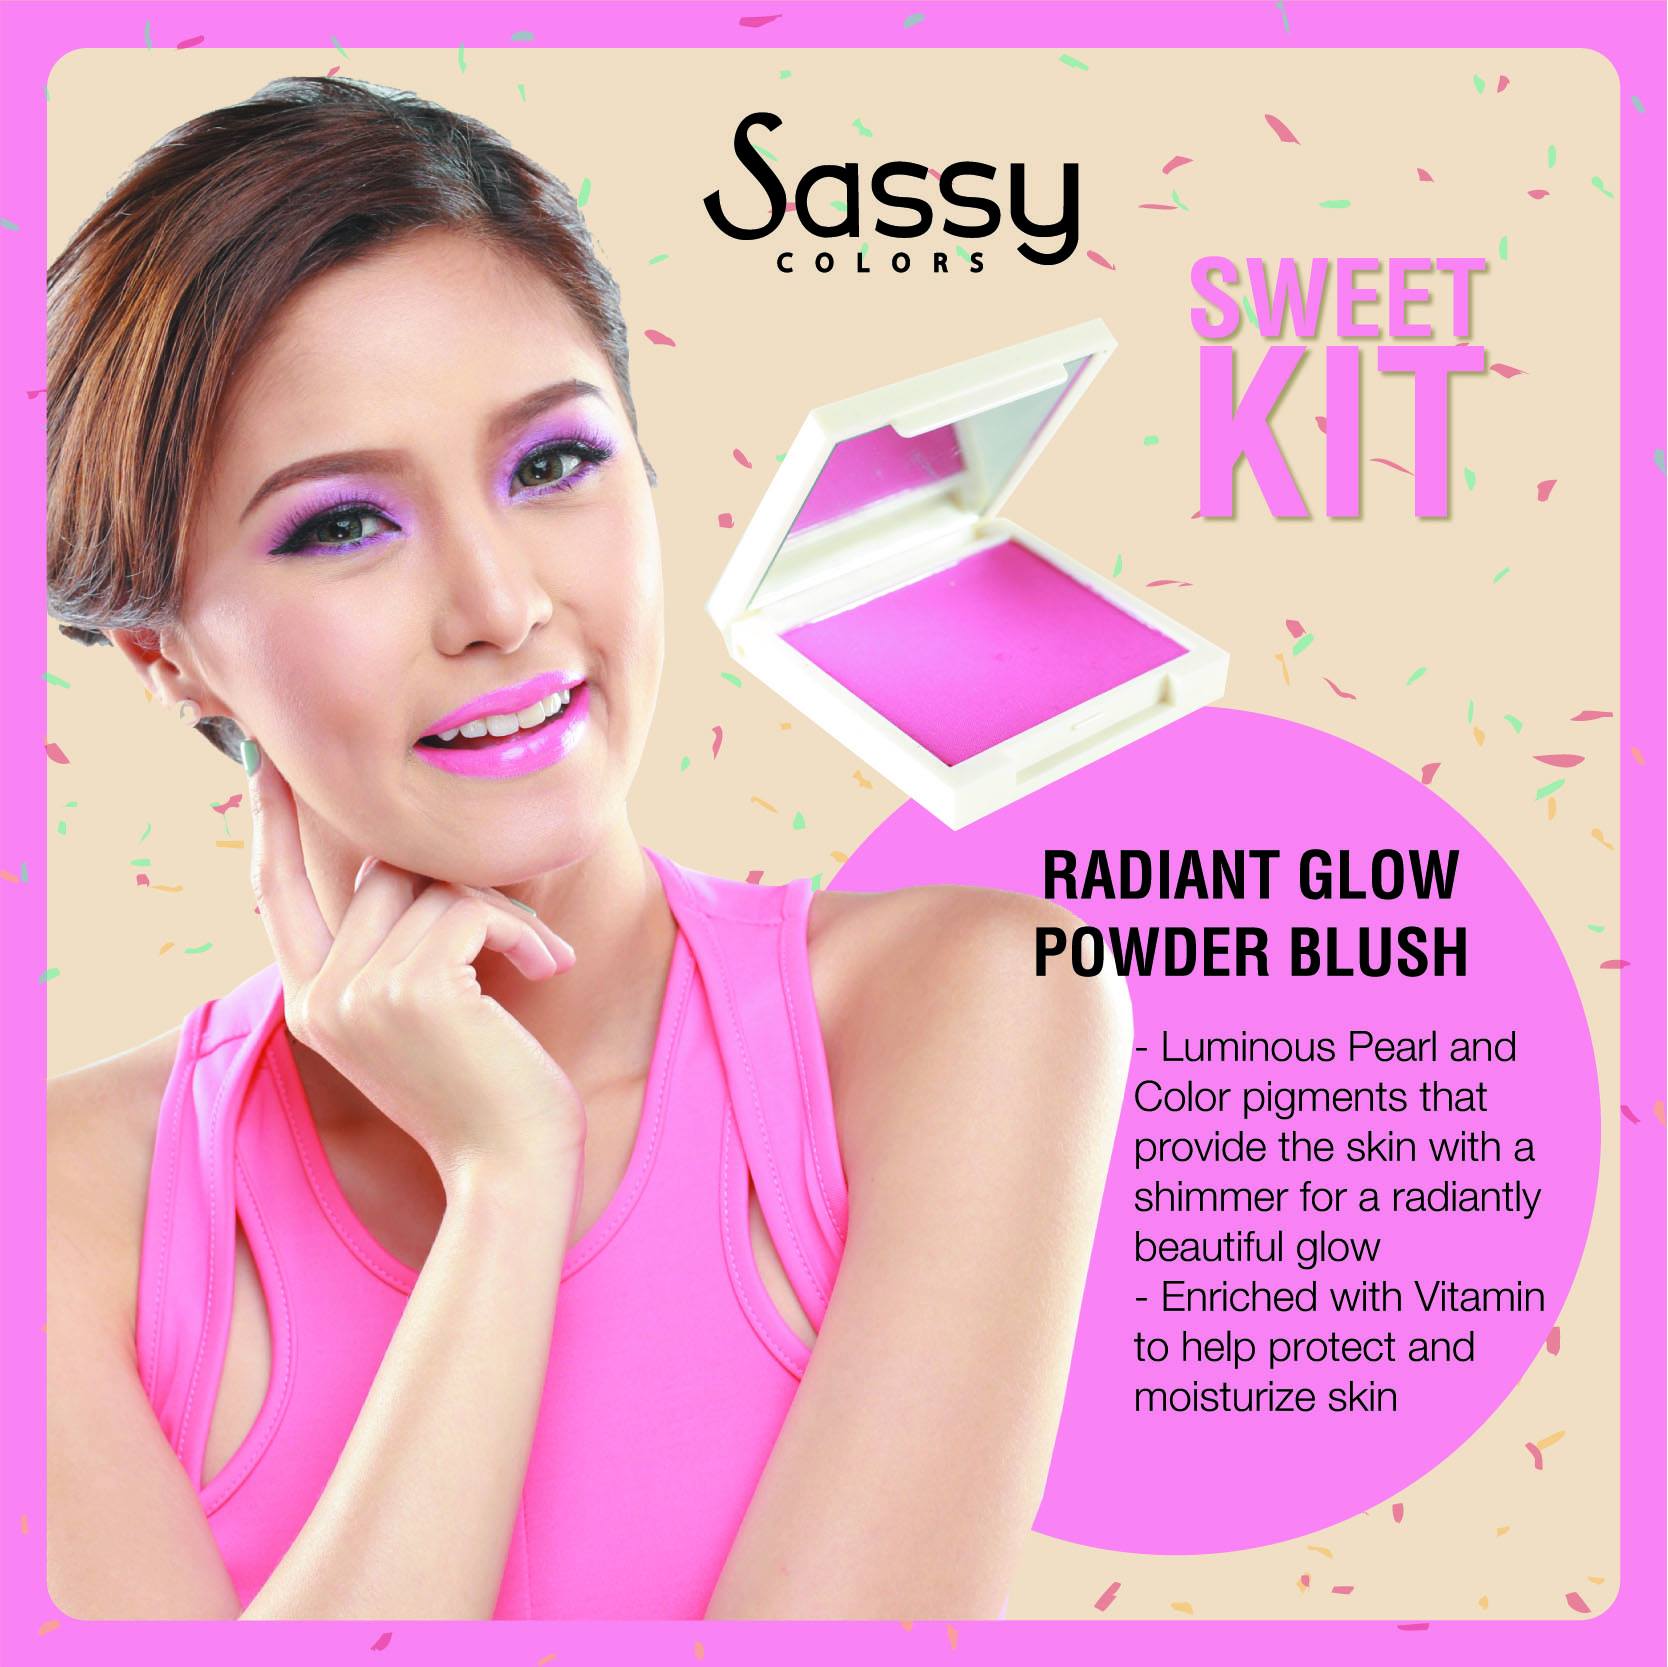 Sassy
COLORS
SWEET
KIT
RADIANT GLOW
POWDER BLUSH
- Luminous Pearl and
Color pigments that
provide the skin with a
shimmer for a radiantly
beautiful glow
- Enriched with Vitamin
to help protect and
moisturize skin